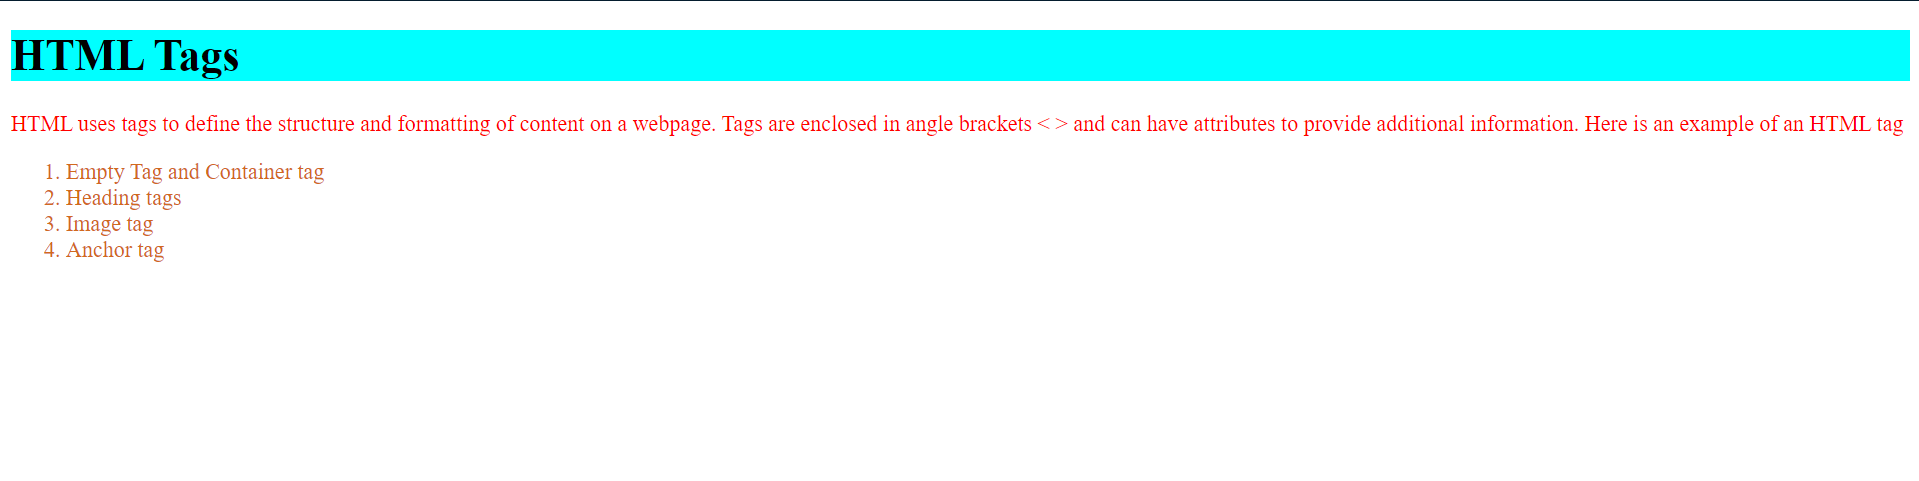 HTML Tags
HTML uses tags to define the structure and formatting of content on a webpage. Tags are enclosed in angle brackets < > and can have attributes to provide additional information. Here is an example of an HTML tag
1. Empty Tag and Container tag
2. Heading tags
3. Image tag
4. Anchor tag